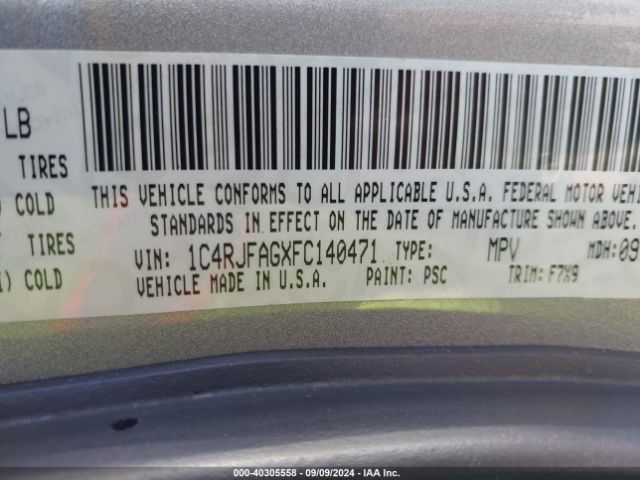 LB
TIRES
COLD
TIRES
) COLD
THIS VEHICLE CONFORMS TO ALL APPLICABLE U.S.A. FEDERAL MOTOR
STANDARDS IN EFFECT ON THE DATE OF MANUFACTURE SHOWN ABOVE.
VIN: 1C4RJFAGXFC140471 TYPE: MPV MDH: 09
VEHICLE MADE IN U.S.A. PAINT: PSC TRIM: F7X9
000-40305558 - 09/09/2024 - IAA Inc.